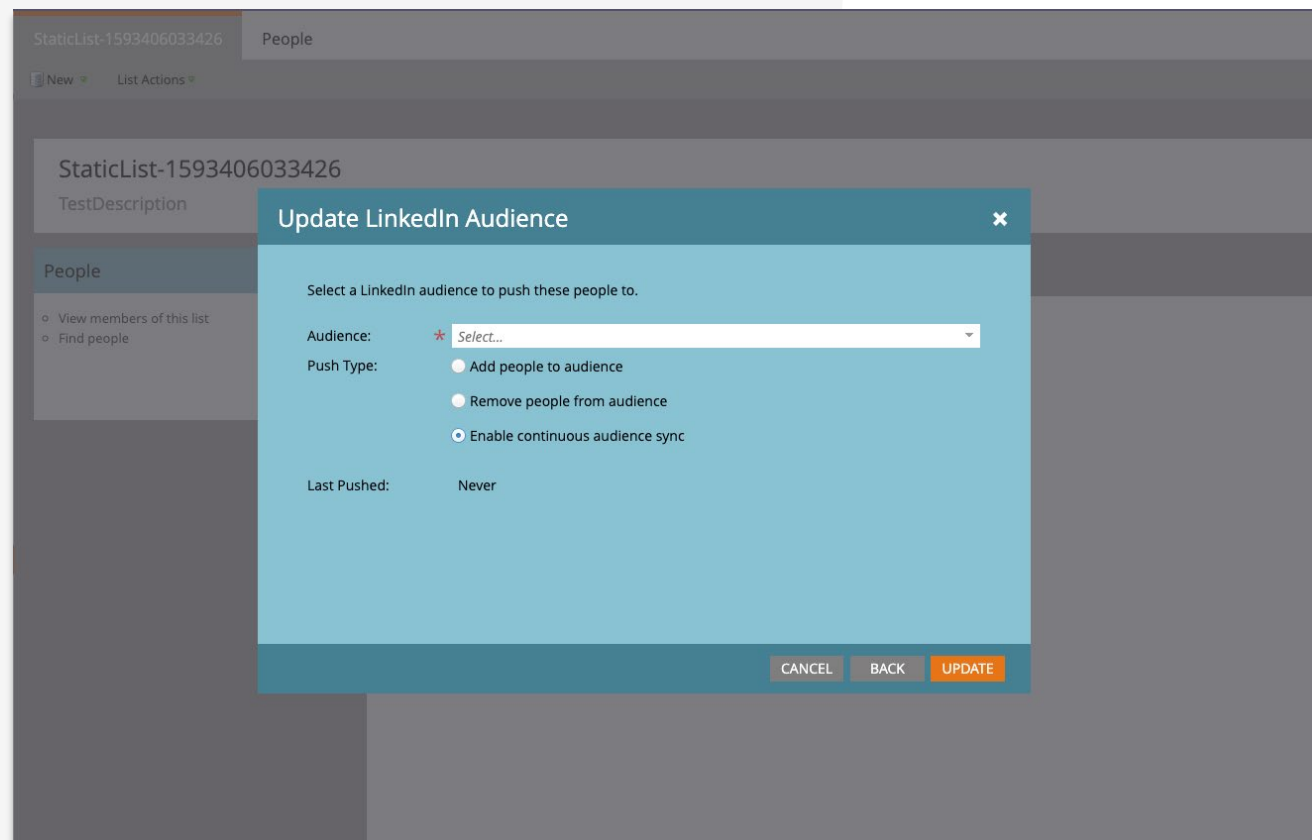 StaticList-1593406033426 People
New List Actions
StaticList-1593406033426
TestDescription
People
View members of this list
Find people
Update LinkedIn Audience
Select a LinkedIn audience to push these people to.
Audience: * Select...
Push Type: Add people to audience
Remove people from audience
Enable continuous audience sync
Last Pushed: Never
CANCEL BACK UPDATE